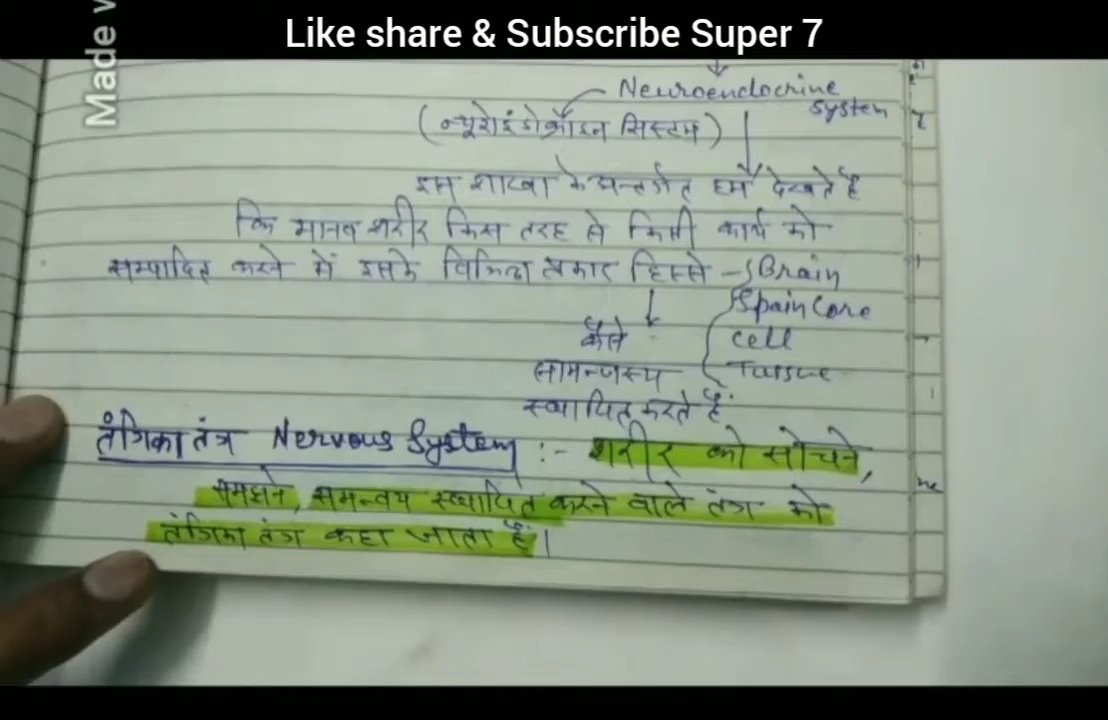 Like share & Subscribe Super 7
Made
Neuroendocrine
system
(न्यूरोइंडोक्राइन सिस्टम)
इस शाखा के अन्तर्गत हम देखते है
कि मानव शरीर किस तरह से किसी कार्य को
सम्पादित करने में इसके विभिन्न प्रकार हिस्से - Brain
Spain Core
कैसे
cell
सामन्जस्य
Tissue
स्थापित करते हैं
तंत्रिका तंत्र Nervous System :- शरीर को सोचने,
समझने, समन्वय स्थापित करने वाले तंत्र को
तंत्रिका तंत्र कहा जाता है।